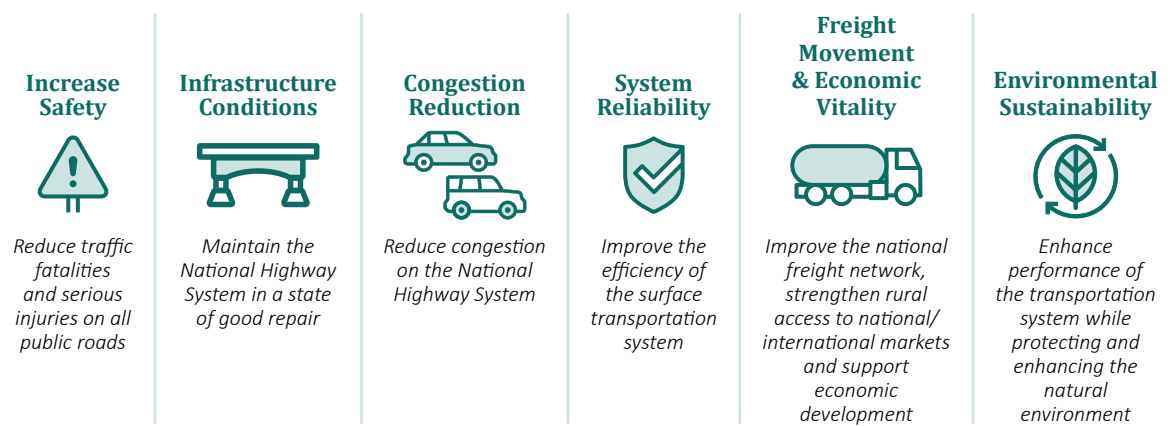 Increase
Safety
Reduce traffic
fatalities
and serious
injuries on all
public roads
Infrastructure
Conditions
Maintain the
National Highway
System in a state
of good repair
Congestion
Reduction
Reduce congestion
on the National
Highway System
System
Reliability
Improve the
efficiency of
the surface
transportation
system
Freight
Movement
& Economic
Vitality
Improve the national
freight network,
strengthen rural
access to national/
international markets
and support
economic
development
Environmental
Sustainability
Enhance
performance of
the transportation
system while
protecting and
enhancing the
natural
environment